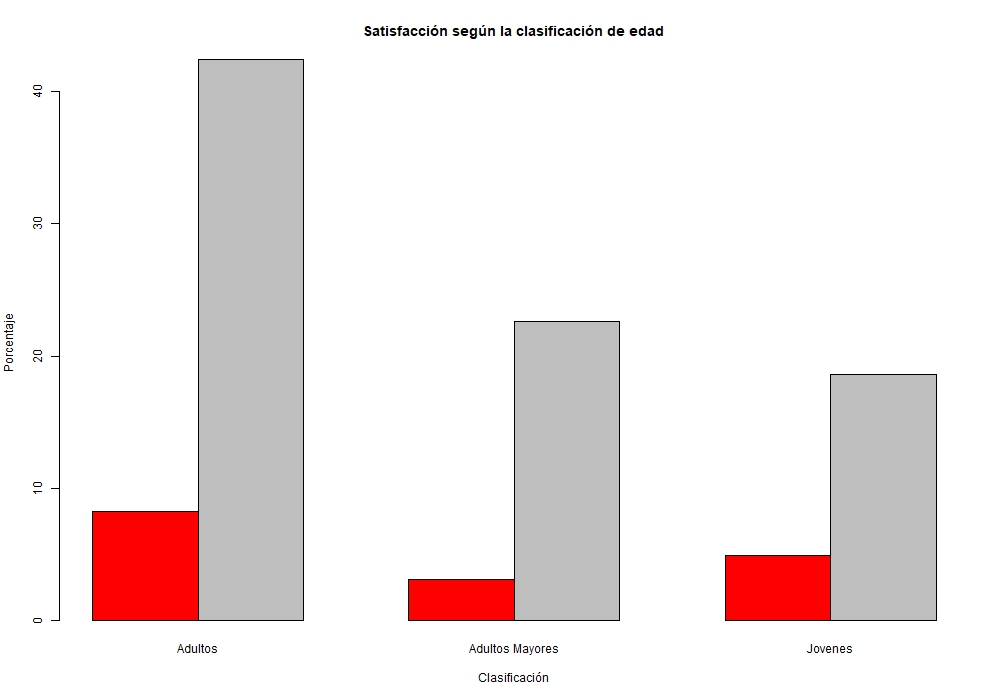 Satisfacción según la clasificación de edad
40
30
20
10
0
Porcentaje
Adultos
Adultos Mayores
Jovenes
Clasificación